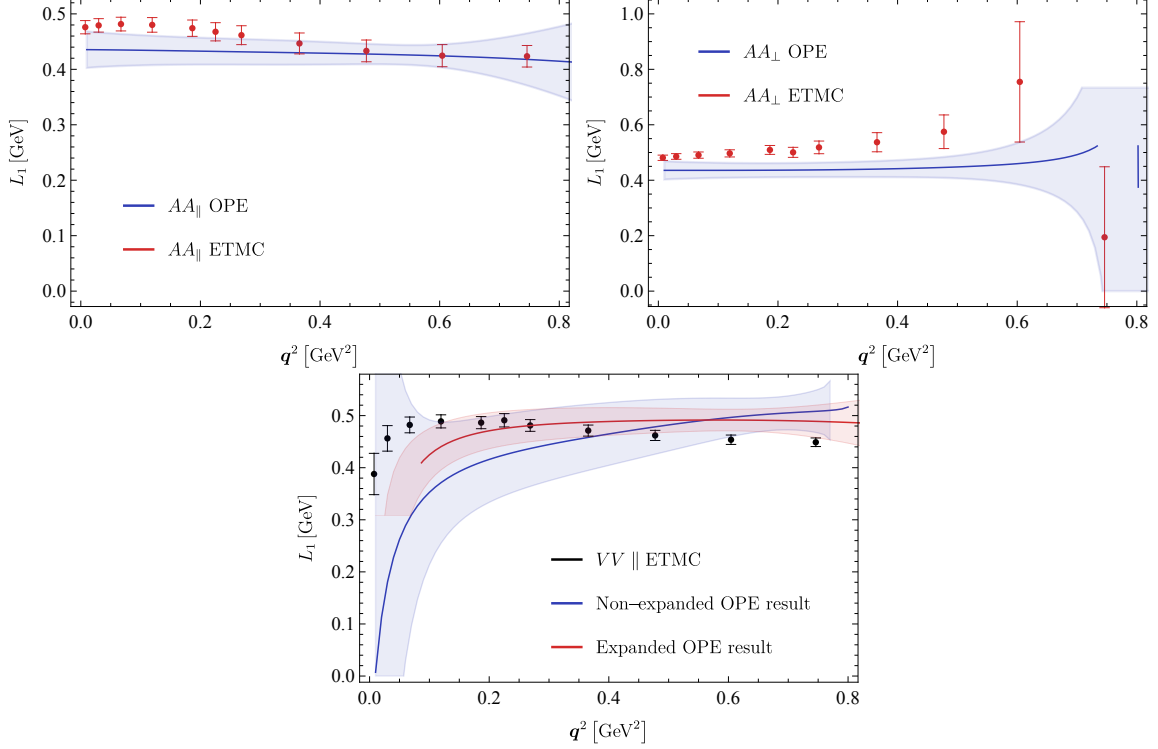 0.5
0.4
0.3
0.2
0.1
0.0
L₁ [GeV]
AA∥ OPE
AA∥ ETMC
0.0 0.2 0.4 0.6 0.8
q² [GeV²]
1.0
0.8
0.6
0.4
0.2
0.0
L₁ [GeV]
AA⊥ OPE
AA⊥ ETMC
0.0 0.2 0.4 0.6 0.8
q² [GeV²]
0.5
0.4
0.3
0.2
0.1
0.0
L₁ [GeV]
VV ∥ ETMC
Non–expanded OPE result
Expanded OPE result
0.0 0.2 0.4 0.6 0.8
q² [GeV²]